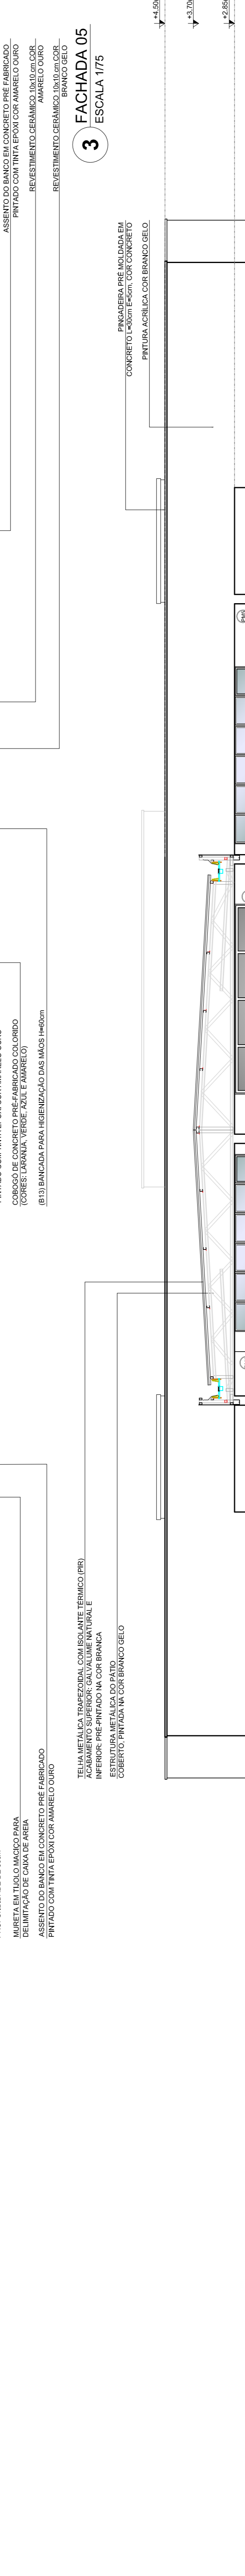 MURETA EM TIJOLO MACIÇO PARA
DELIMITAÇÃO DE CAIXA DE AREIA
ASSENTO DO BANCO EM CONCRETO PRÉ FABRICADO
PINTADO COM TINTA EPÓXI COR AMARELO OURO
COBOGÓ DE CONCRETO PRÉ-FABRICADO COLORIDO
(CORES: LARANJA, VERDE, AZUL E AMARELO)
(B13) BANCADA PARA HIGIENIZAÇÃO DAS MÃOS H=60cm
ASSENTO DO BANCO EM CONCRETO PRÉ FABRICADO
PINTADO COM TINTA EPÓXI COR AMARELO OURO
REVESTIMENTO CERÂMICO 10x10 cm COR
AMARELO OURO
REVESTIMENTO CERÂMICO 10x10 cm COR
BRANCO GELO
3
FACHADA 05
ESCALA 1/75
TELHA METÁLICA TRAPEZOIDAL COM ISOLANTE TÉRMICO (PIR)
ACABAMENTO SUPERIOR: GALVALUME NATURAL E
INFERIOR: PRÉ-PINTADO NA COR BRANCA
ESTRUTURA METÁLICA DO PÁTIO
COBERTO, PINTADA NA COR BRANCO GELO
PINGADEIRA PRÉ MOLDADA EM
CONCRETO L=30cm E=5cm, COR CONCRETO
PINTURA ACRÍLICA COR BRANCO GELO
+4,50
+3,70
+2,85